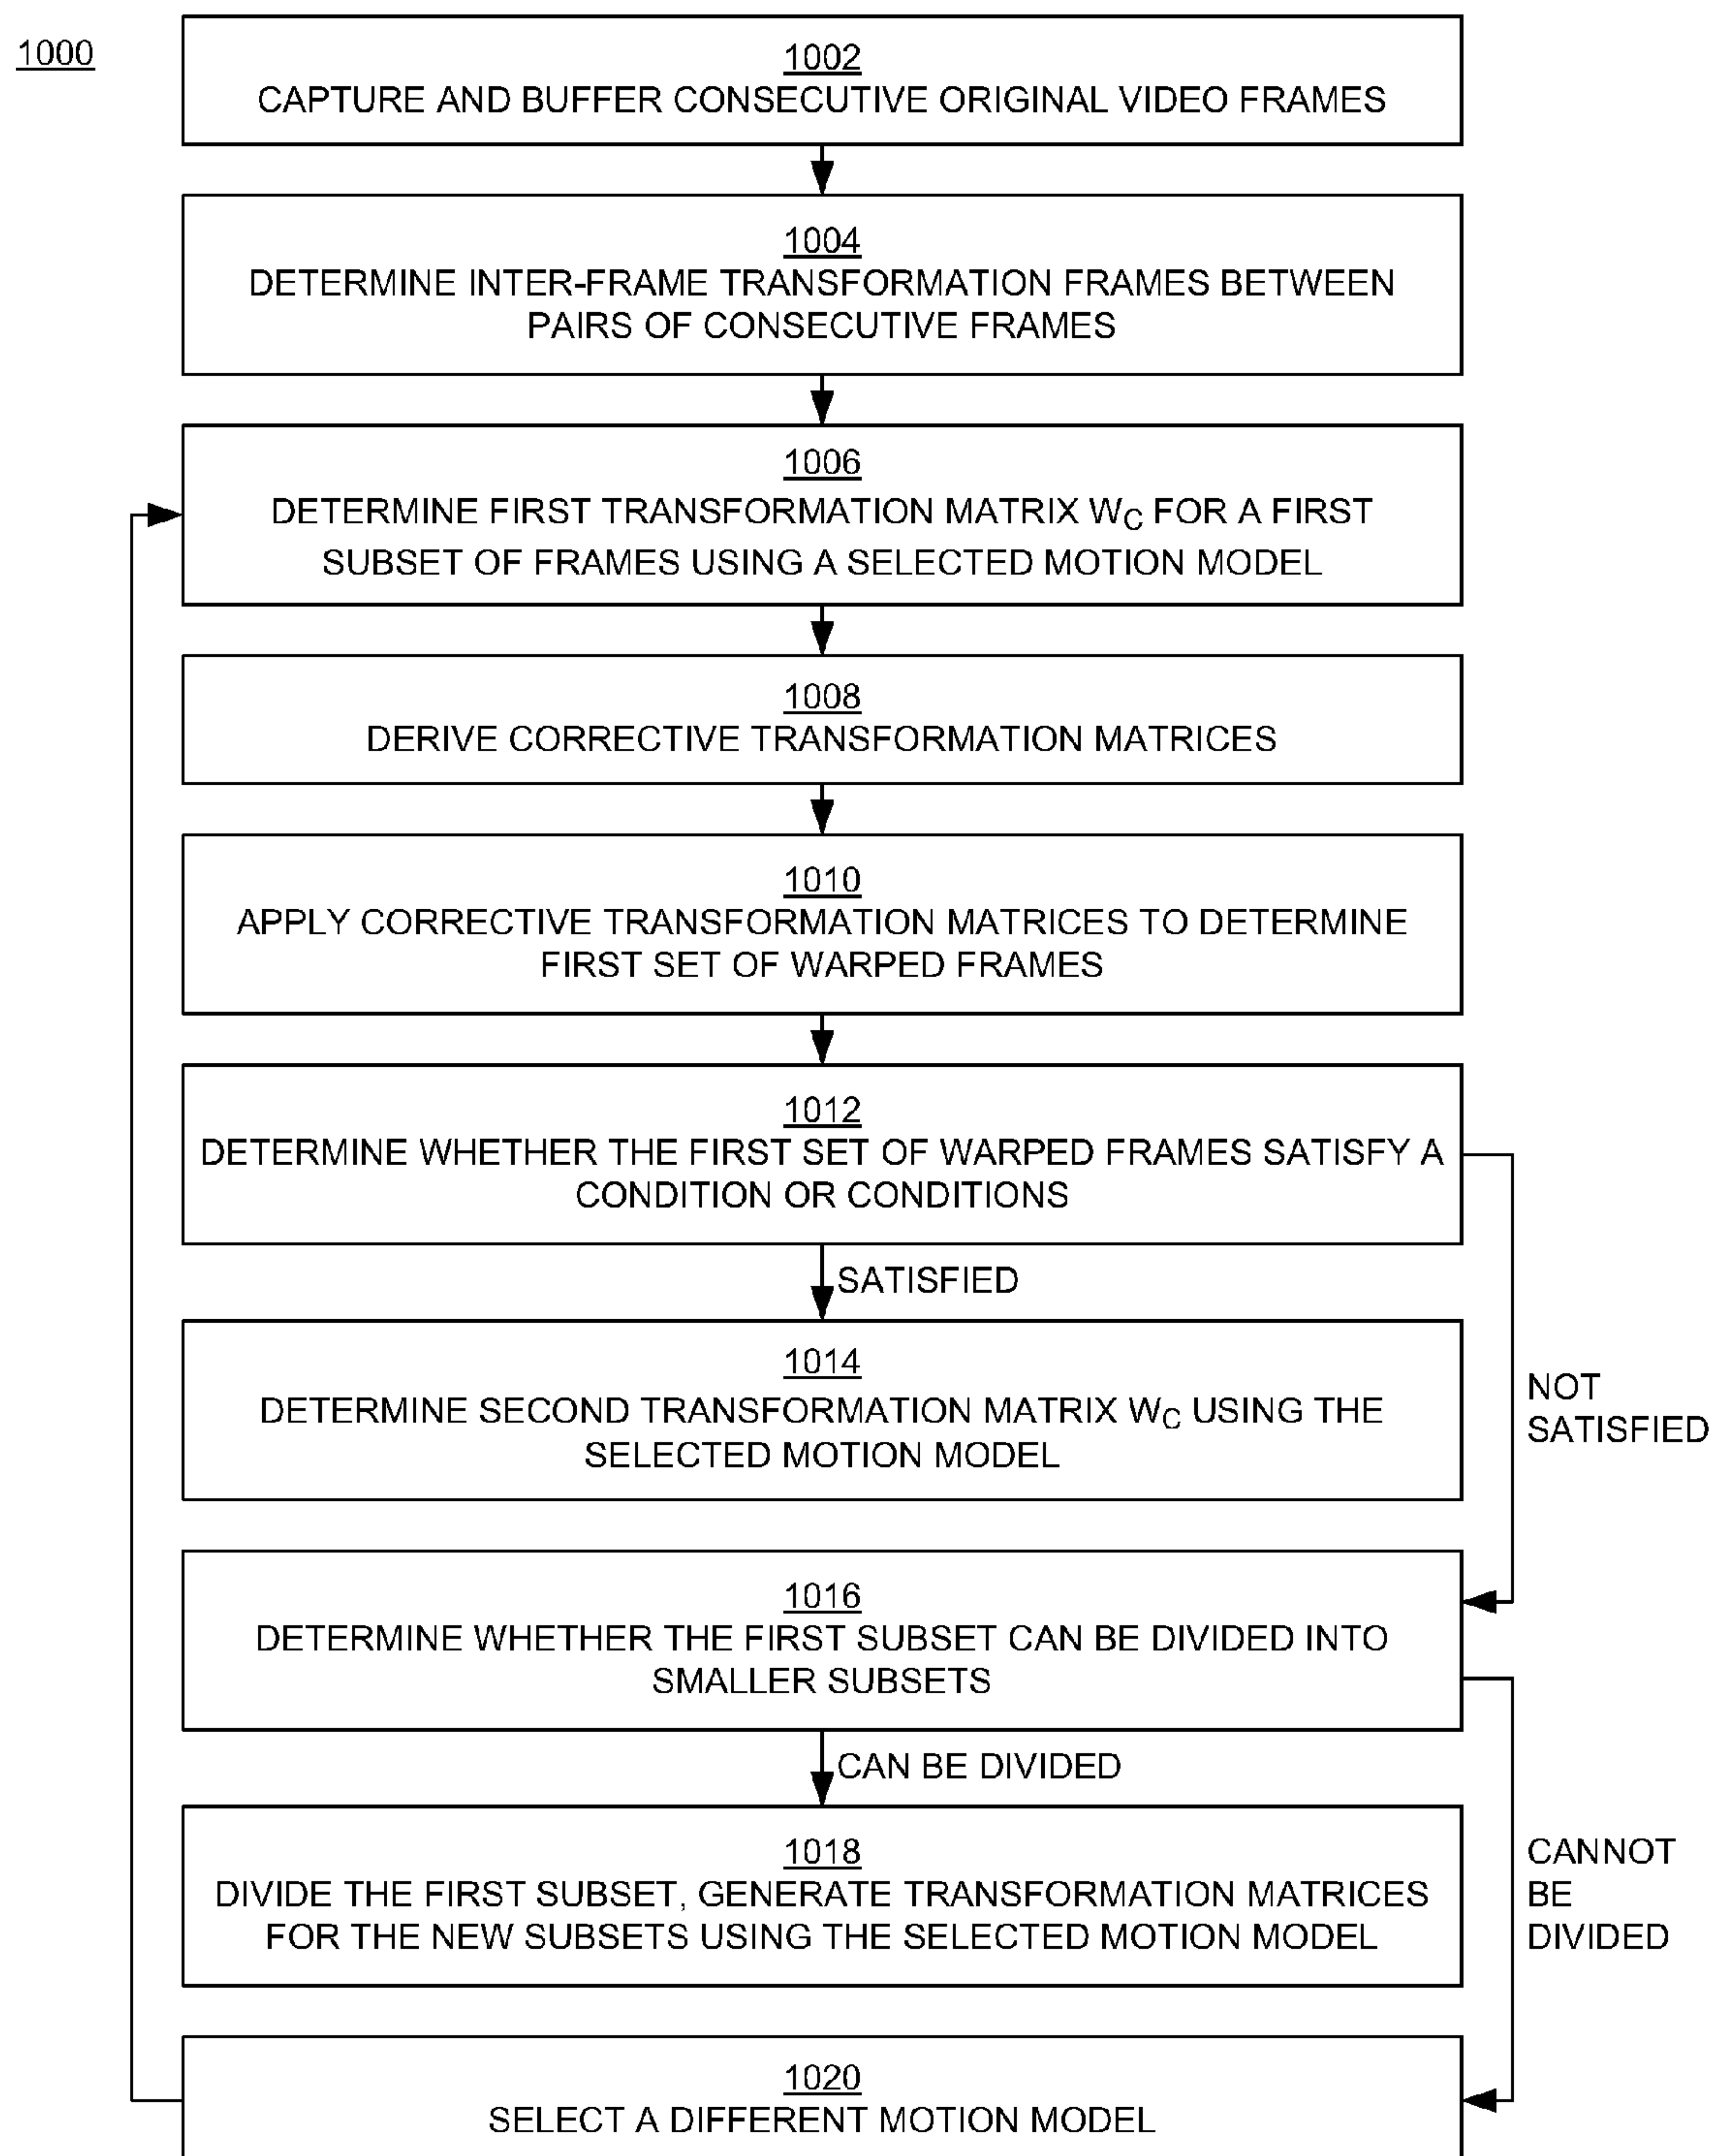 1000
1002
CAPTURE AND BUFFER CONSECUTIVE ORIGINAL VIDEO FRAMES
1004
DETERMINE INTER-FRAME TRANSFORMATION FRAMES BETWEEN
PAIRS OF CONSECUTIVE FRAMES
1006
DETERMINE FIRST TRANSFORMATION MATRIX WC FOR A FIRST
SUBSET OF FRAMES USING A SELECTED MOTION MODEL
1008
DERIVE CORRECTIVE TRANSFORMATION MATRICES
1010
APPLY CORRECTIVE TRANSFORMATION MATRICES TO DETERMINE
FIRST SET OF WARPED FRAMES
1012
DETERMINE WHETHER THE FIRST SET OF WARPED FRAMES SATISFY A
CONDITION OR CONDITIONS
SATISFIED
NOT
SATISFIED
1014
DETERMINE SECOND TRANSFORMATION MATRIX WC USING THE
SELECTED MOTION MODEL
1016
DETERMINE WHETHER THE FIRST SUBSET CAN BE DIVIDED INTO
SMALLER SUBSETS
CAN BE DIVIDED
CANNOT
BE
DIVIDED
1018
DIVIDE THE FIRST SUBSET, GENERATE TRANSFORMATION MATRICES
FOR THE NEW SUBSETS USING THE SELECTED MOTION MODEL
1020
SELECT A DIFFERENT MOTION MODEL